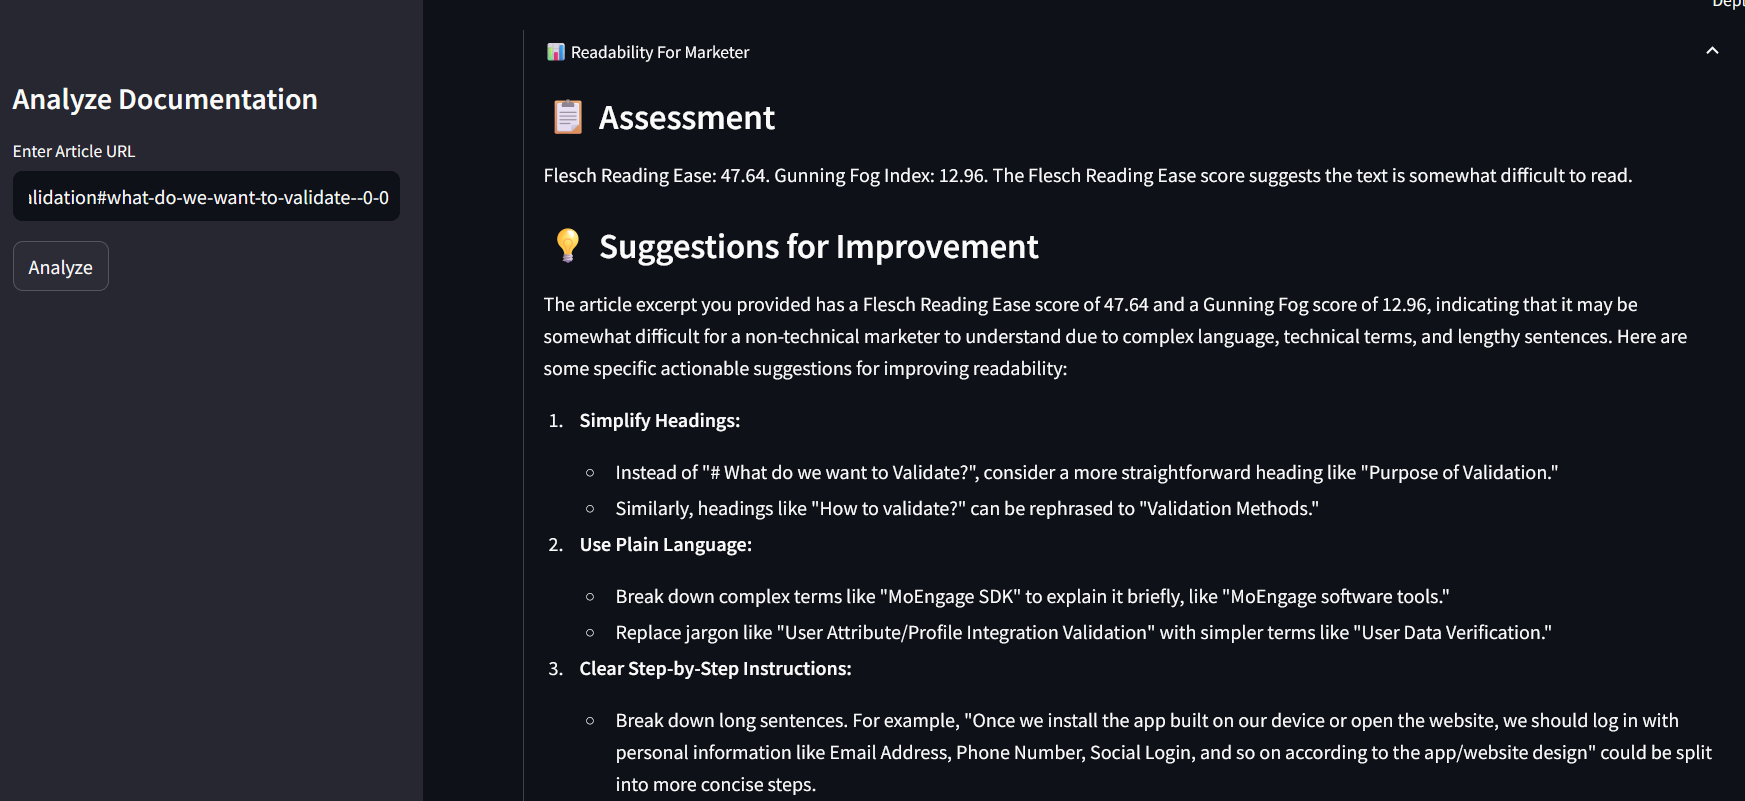 Analyze Documentation
Enter Article URL
lidation#what-do-we-want-to-validate--0-0
Analyze
Readability For Marketer
Assessment
Flesch Reading Ease: 47.64. Gunning Fog Index: 12.96. The Flesch Reading Ease score suggests the text is somewhat difficult to read.
Suggestions for Improvement
The article excerpt you provided has a Flesch Reading Ease score of 47.64 and a Gunning Fog score of 12.96, indicating that it may be
somewhat difficult for a non-technical marketer to understand due to complex language, technical terms, and lengthy sentences. Here are
some specific actionable suggestions for improving readability:
1. Simplify Headings:
○ Instead of "# What do we want to Validate?", consider a more straightforward heading like "Purpose of Validation."
○ Similarly, headings like "How to validate?" can be rephrased to "Validation Methods."
2. Use Plain Language:
○ Break down complex terms like "MoEngage SDK" to explain it briefly, like "MoEngage software tools."
○ Replace jargon like "User Attribute/Profile Integration Validation" with simpler terms like "User Data Verification."
3. Clear Step-by-Step Instructions:
○ Break down long sentences. For example, "Once we install the app built on our device or open the website, we should log in with
personal information like Email Address, Phone Number, Social Login, and so on according to the app/website design" could be split
into more concise steps.